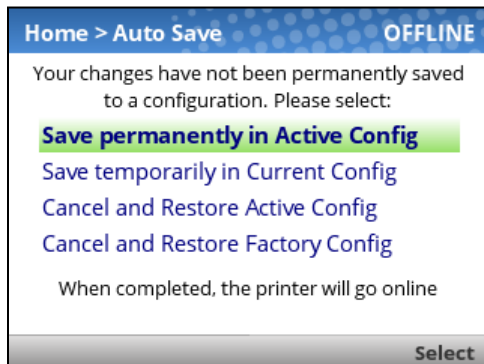 Home > Auto Save OFFLINE
Your changes have not been permanently saved
to a configuration. Please select:
Save permanently in Active Config
Save temporarily in Current Config
Cancel and Restore Active Config
Cancel and Restore Factory Config
When completed, the printer will go online
Select